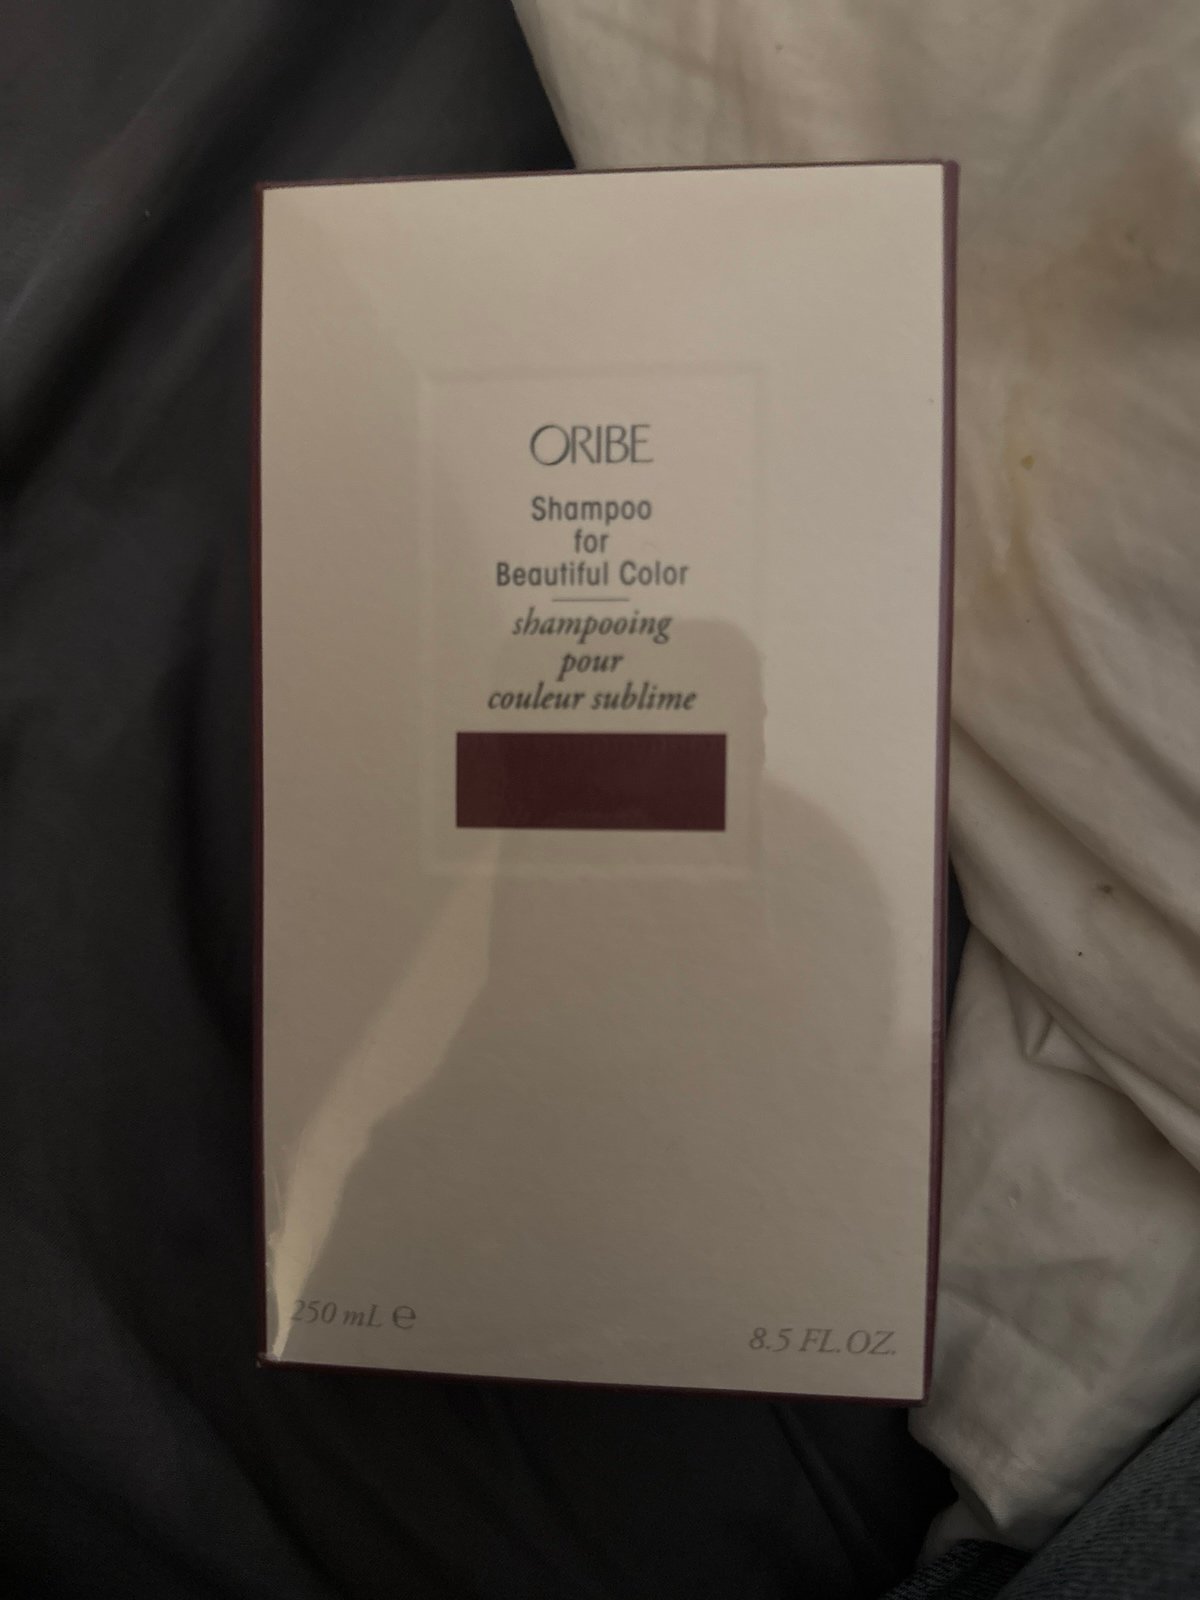 ORIBE
Shampoo
for
Beautiful Color
shampooing
pour
couleur sublime
250 mL ℮
8.5 FL.OZ.